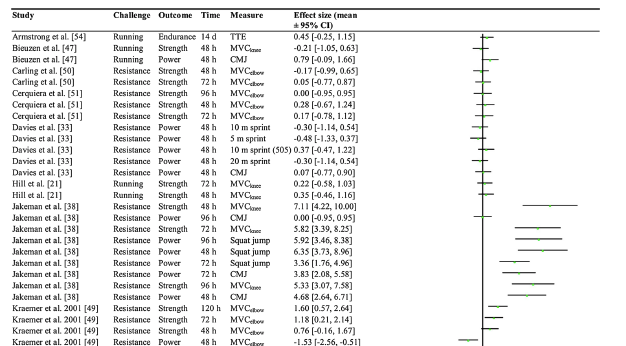 Study Challenge Outcome Time Measure Effect size (mean ± 95% CI)
Armstrong et al. [54] Running Endurance 14 d TTE 0.45 [-0.25, 1.15]
Bieuzen et al. [47] Running Strength 48 h MVCknee -0.21 [-1.05, 0.63]
Bieuzen et al. [47] Running Power 48 h CMJ 0.79 [-0.09, 1.66]
Carling et al. [50] Resistance Strength 48 h MVCelbow -0.17 [-0.99, 0.65]
Carling et al. [50] Resistance Strength 72 h MVCelbow 0.05 [-0.77, 0.87]
Cerquiera et al. [51] Resistance Strength 96 h MVCelbow 0.00 [-0.95, 0.95]
Cerquiera et al. [51] Resistance Strength 48 h MVCelbow 0.28 [-0.67, 1.24]
Cerquiera et al. [51] Resistance Strength 72 h MVCelbow 0.17 [-0.78, 1.12]
Davies et al. [33] Resistance Power 48 h 10 m sprint -0.30 [-1.14, 0.54]
Davies et al. [33] Resistance Power 48 h 5 m sprint -0.48 [-1.33, 0.37]
Davies et al. [33] Resistance Power 48 h 10 m sprint (505) 0.37 [-0.47, 1.22]
Davies et al. [33] Resistance Power 48 h 20 m sprint -0.30 [-1.14, 0.54]
Davies et al. [33] Resistance Power 48 h CMJ 0.07 [-0.77, 0.90]
Hill et al. [21] Running Strength 72 h MVCknee 0.22 [-0.58, 1.03]
Hill et al. [21] Running Strength 48 h MVCknee 0.35 [-0.46, 1.16]
Jakeman et al. [38] Resistance Strength 48 h MVCknee 7.11 [4.22, 10.00]
Jakeman et al. [38] Resistance Power 96 h CMJ 0.00 [-0.95, 0.95]
Jakeman et al. [38] Resistance Strength 72 h MVCknee 5.82 [3.39, 8.25]
Jakeman et al. [38] Resistance Power 96 h Squat jump 5.92 [3.46, 8.38]
Jakeman et al. [38] Resistance Power 48 h Squat jump 6.35 [3.73, 8.96]
Jakeman et al. [38] Resistance Power 72 h Squat jump 3.36 [1.76, 4.96]
Jakeman et al. [38] Resistance Power 72 h CMJ 3.83 [2.08, 5.58]
Jakeman et al. [38] Resistance Strength 96 h MVCknee 5.33 [3.07, 7.58]
Jakeman et al. [38] Resistance Power 48 h CMJ 4.68 [2.64, 6.71]
Kraemer et al. 2001 [49] Resistance Strength 120 h MVCelbow 1.60 [0.57, 2.64]
Kraemer et al. 2001 [49] Resistance Strength 72 h MVCelbow 1.18 [0.21, 2.14]
Kraemer et al. 2001 [49] Resistance Strength 48 h MVCelbow 0.76 [-0.16, 1.67]
Kraemer et al. 2001 [49] Resistance Power 48 h MVCelbow -1.53 [-2.56, -0.51]